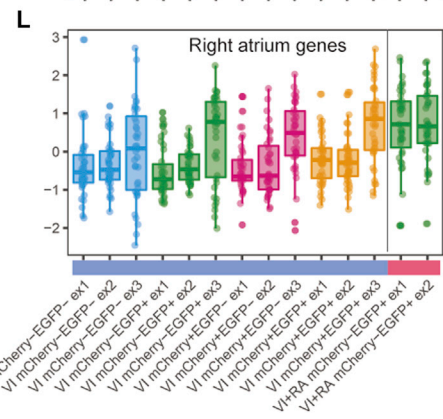 L
Right atrium genes
3
2
1
0
−1
−2
mCherry−EGFP− ex1
VI mCherry−EGFP− ex2
VI mCherry−EGFP− ex3
VI mCherry−EGFP+ ex1
VI mCherry−EGFP+ ex2
VI mCherry−EGFP+ ex3
VI mCherry+EGFP− ex1
VI mCherry+EGFP− ex2
VI mCherry+EGFP− ex3
VI mCherry+EGFP+ ex1
VI mCherry+EGFP+ ex2
VI mCherry+EGFP+ ex3
VI+RA mCherry−EGFP+ ex1
VI+RA mCherry−EGFP+ ex2